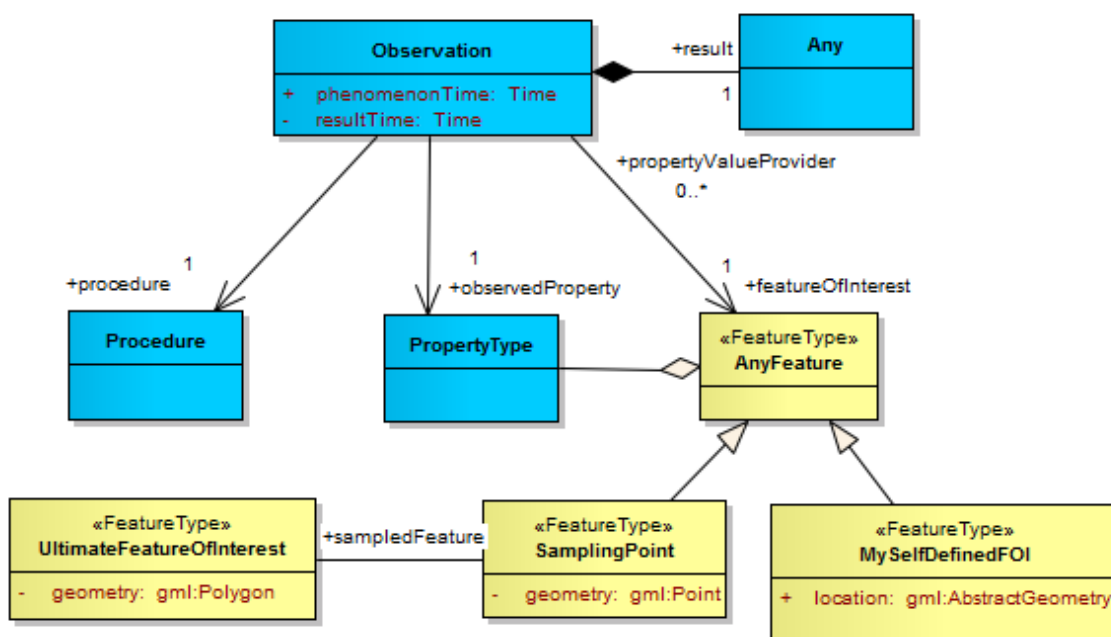 Observation
+ phenomenonTime: Time
- resultTime: Time
+result
1
Any
+propertyValueProvider
0..*
+procedure
1
1
+observedProperty
1
+featureOfInterest
Procedure
PropertyType
«FeatureType»
AnyFeature
«FeatureType»
UltimateFeatureOfInterest
- geometry: gml:Polygon
+sampledFeature
«FeatureType»
SamplingPoint
- geometry: gml:Point
«FeatureType»
MySelfDefinedFOI
+ location: gml:AbstractGeometry